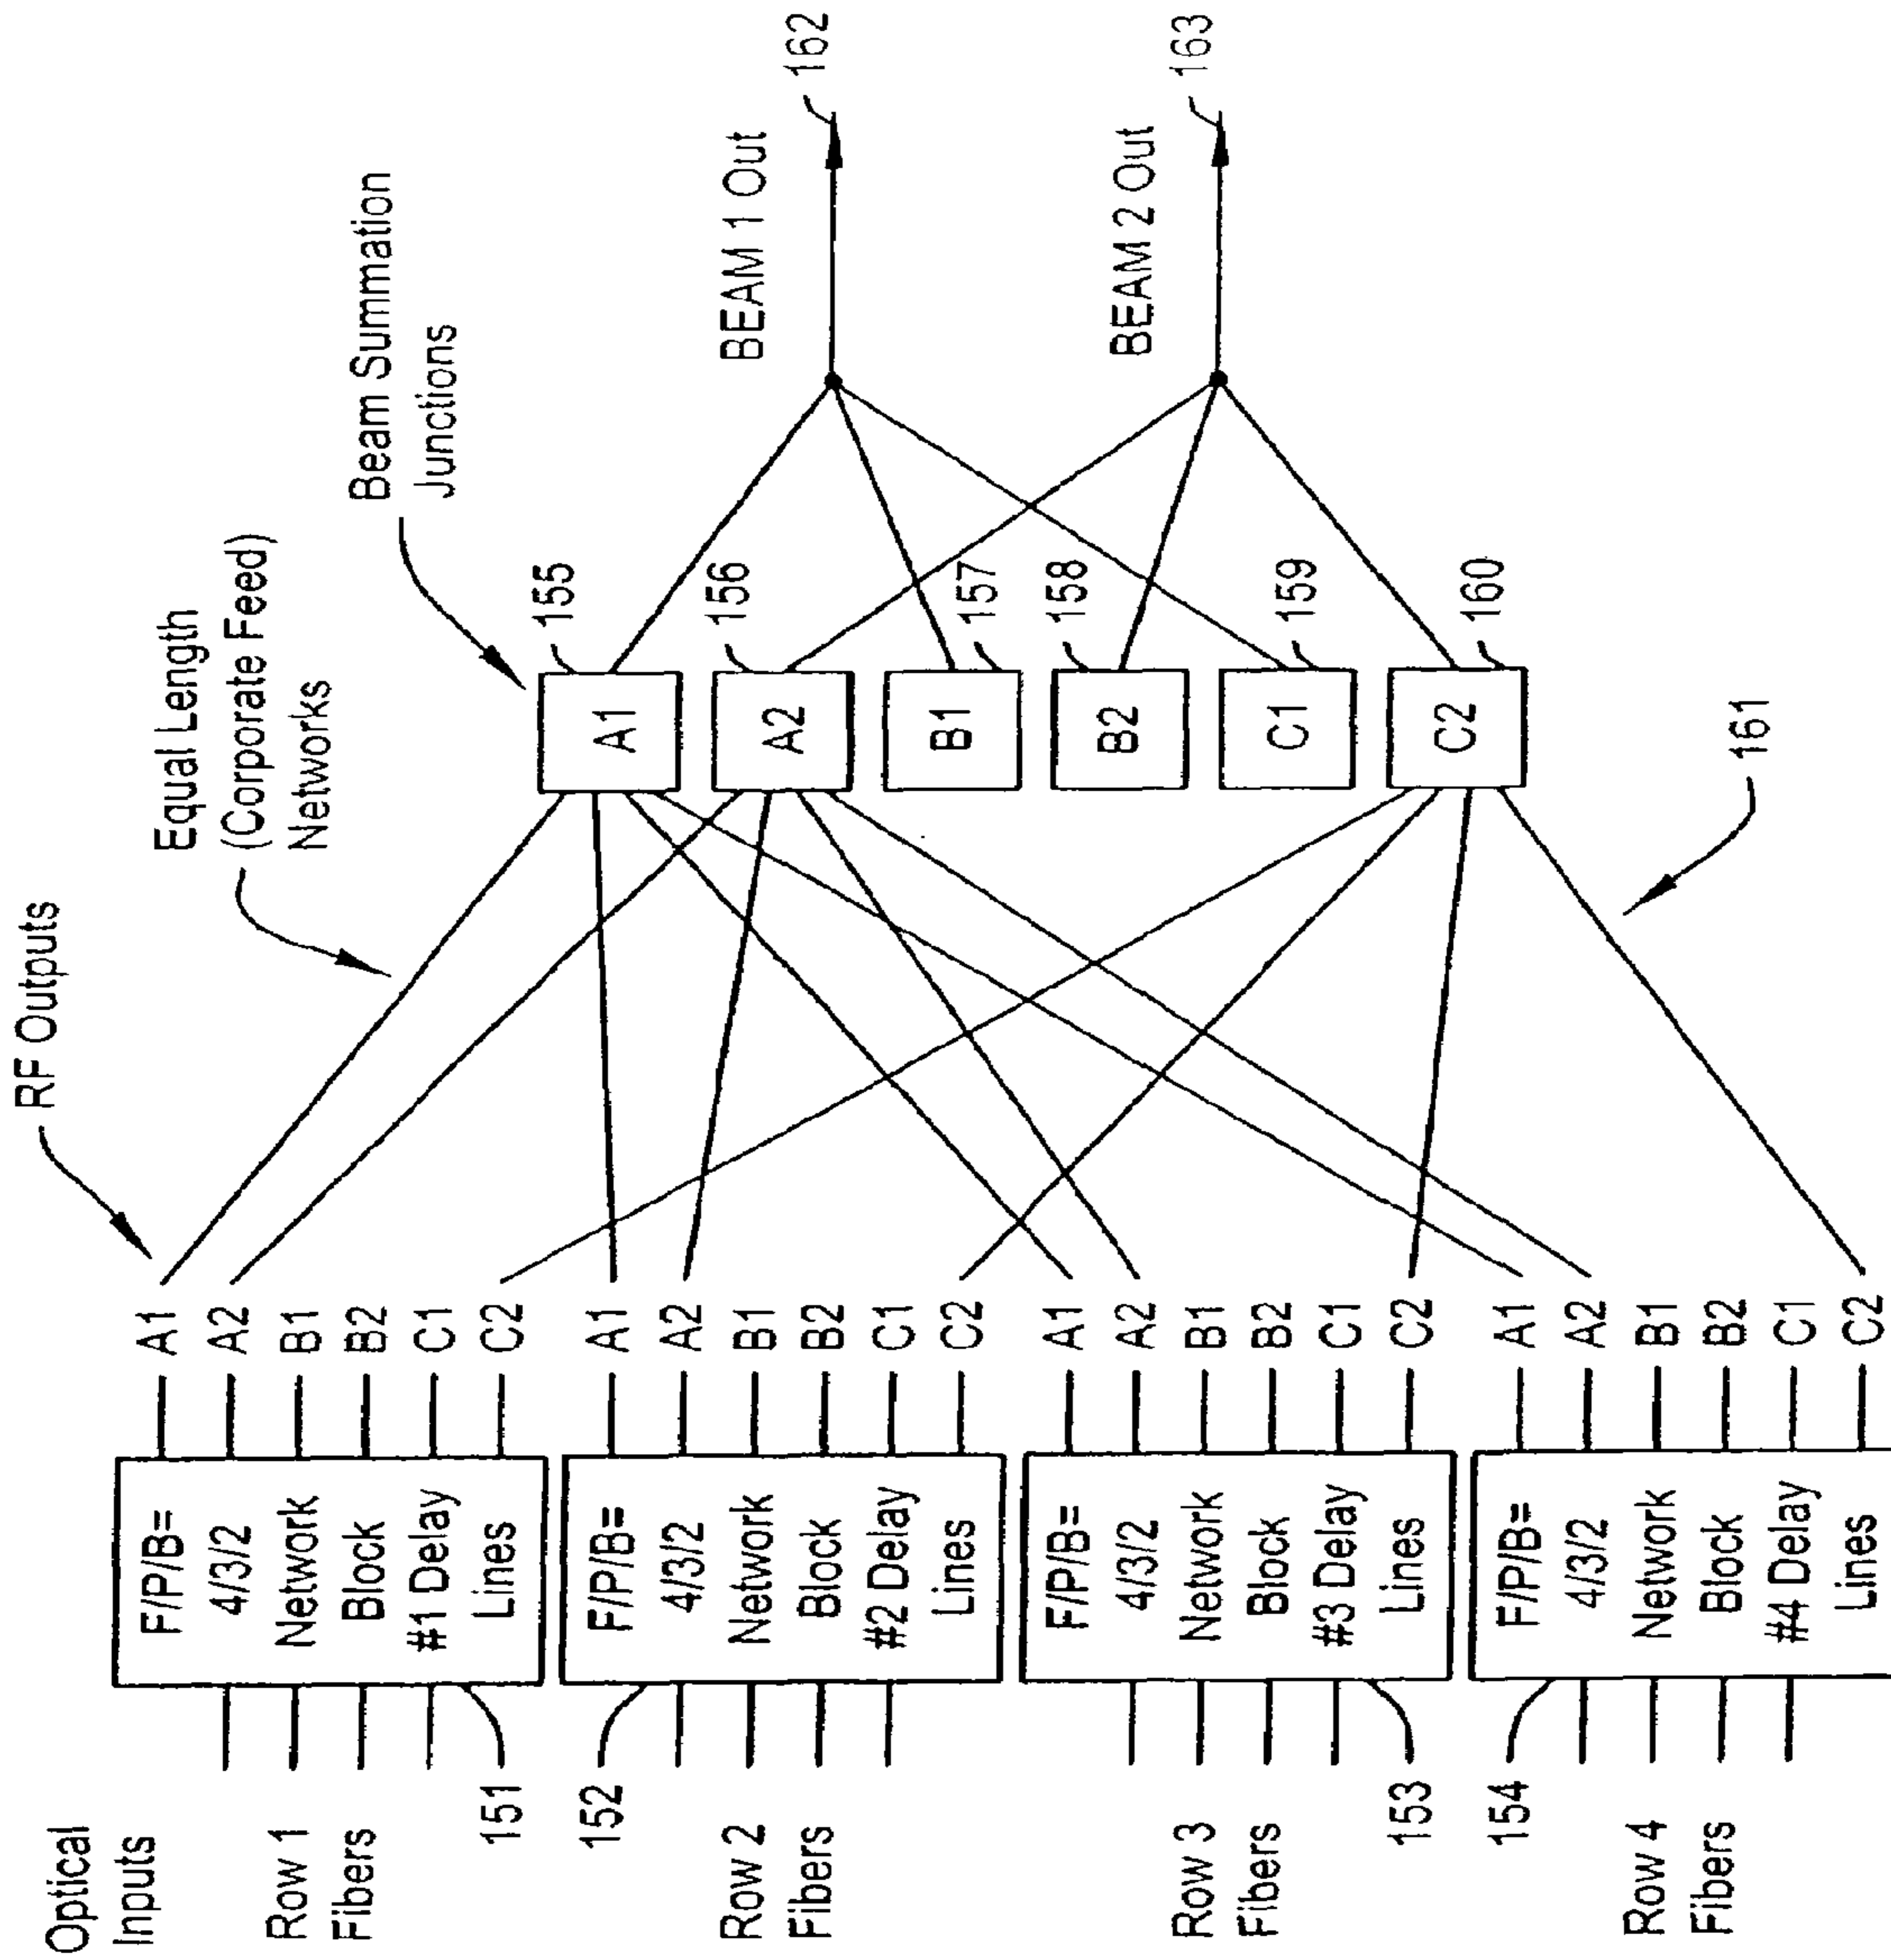 Optical
Inputs
Row 1
Fibers
151
152
Row 2
Fibers
Row 3
Fibers
153
154
Row 4
Fibers
F/P/B=
4/3/2
Network
Block
#1 Delay
Lines
F/P/B=
4/3/2
Network
Block
#2 Delay
Lines
F/P/B=
4/3/2
Network
Block
#3 Delay
Lines
F/P/B=
4/3/2
Network
Block
#4 Delay
Lines
RF Outputs
A1
A2
B1
B2
C1
C2
A1
A2
B1
B2
C1
C2
A1
A2
B1
B2
C1
C2
A1
A2
B1
B2
C1
C2
Equal Length
(Corporate Feed)
Networks
161
Beam Summation
Junctions
A1
A2
B1
B2
C1
C2
155
156
157
158
159
160
BEAM 1 Out
162
BEAM 2 Out
163